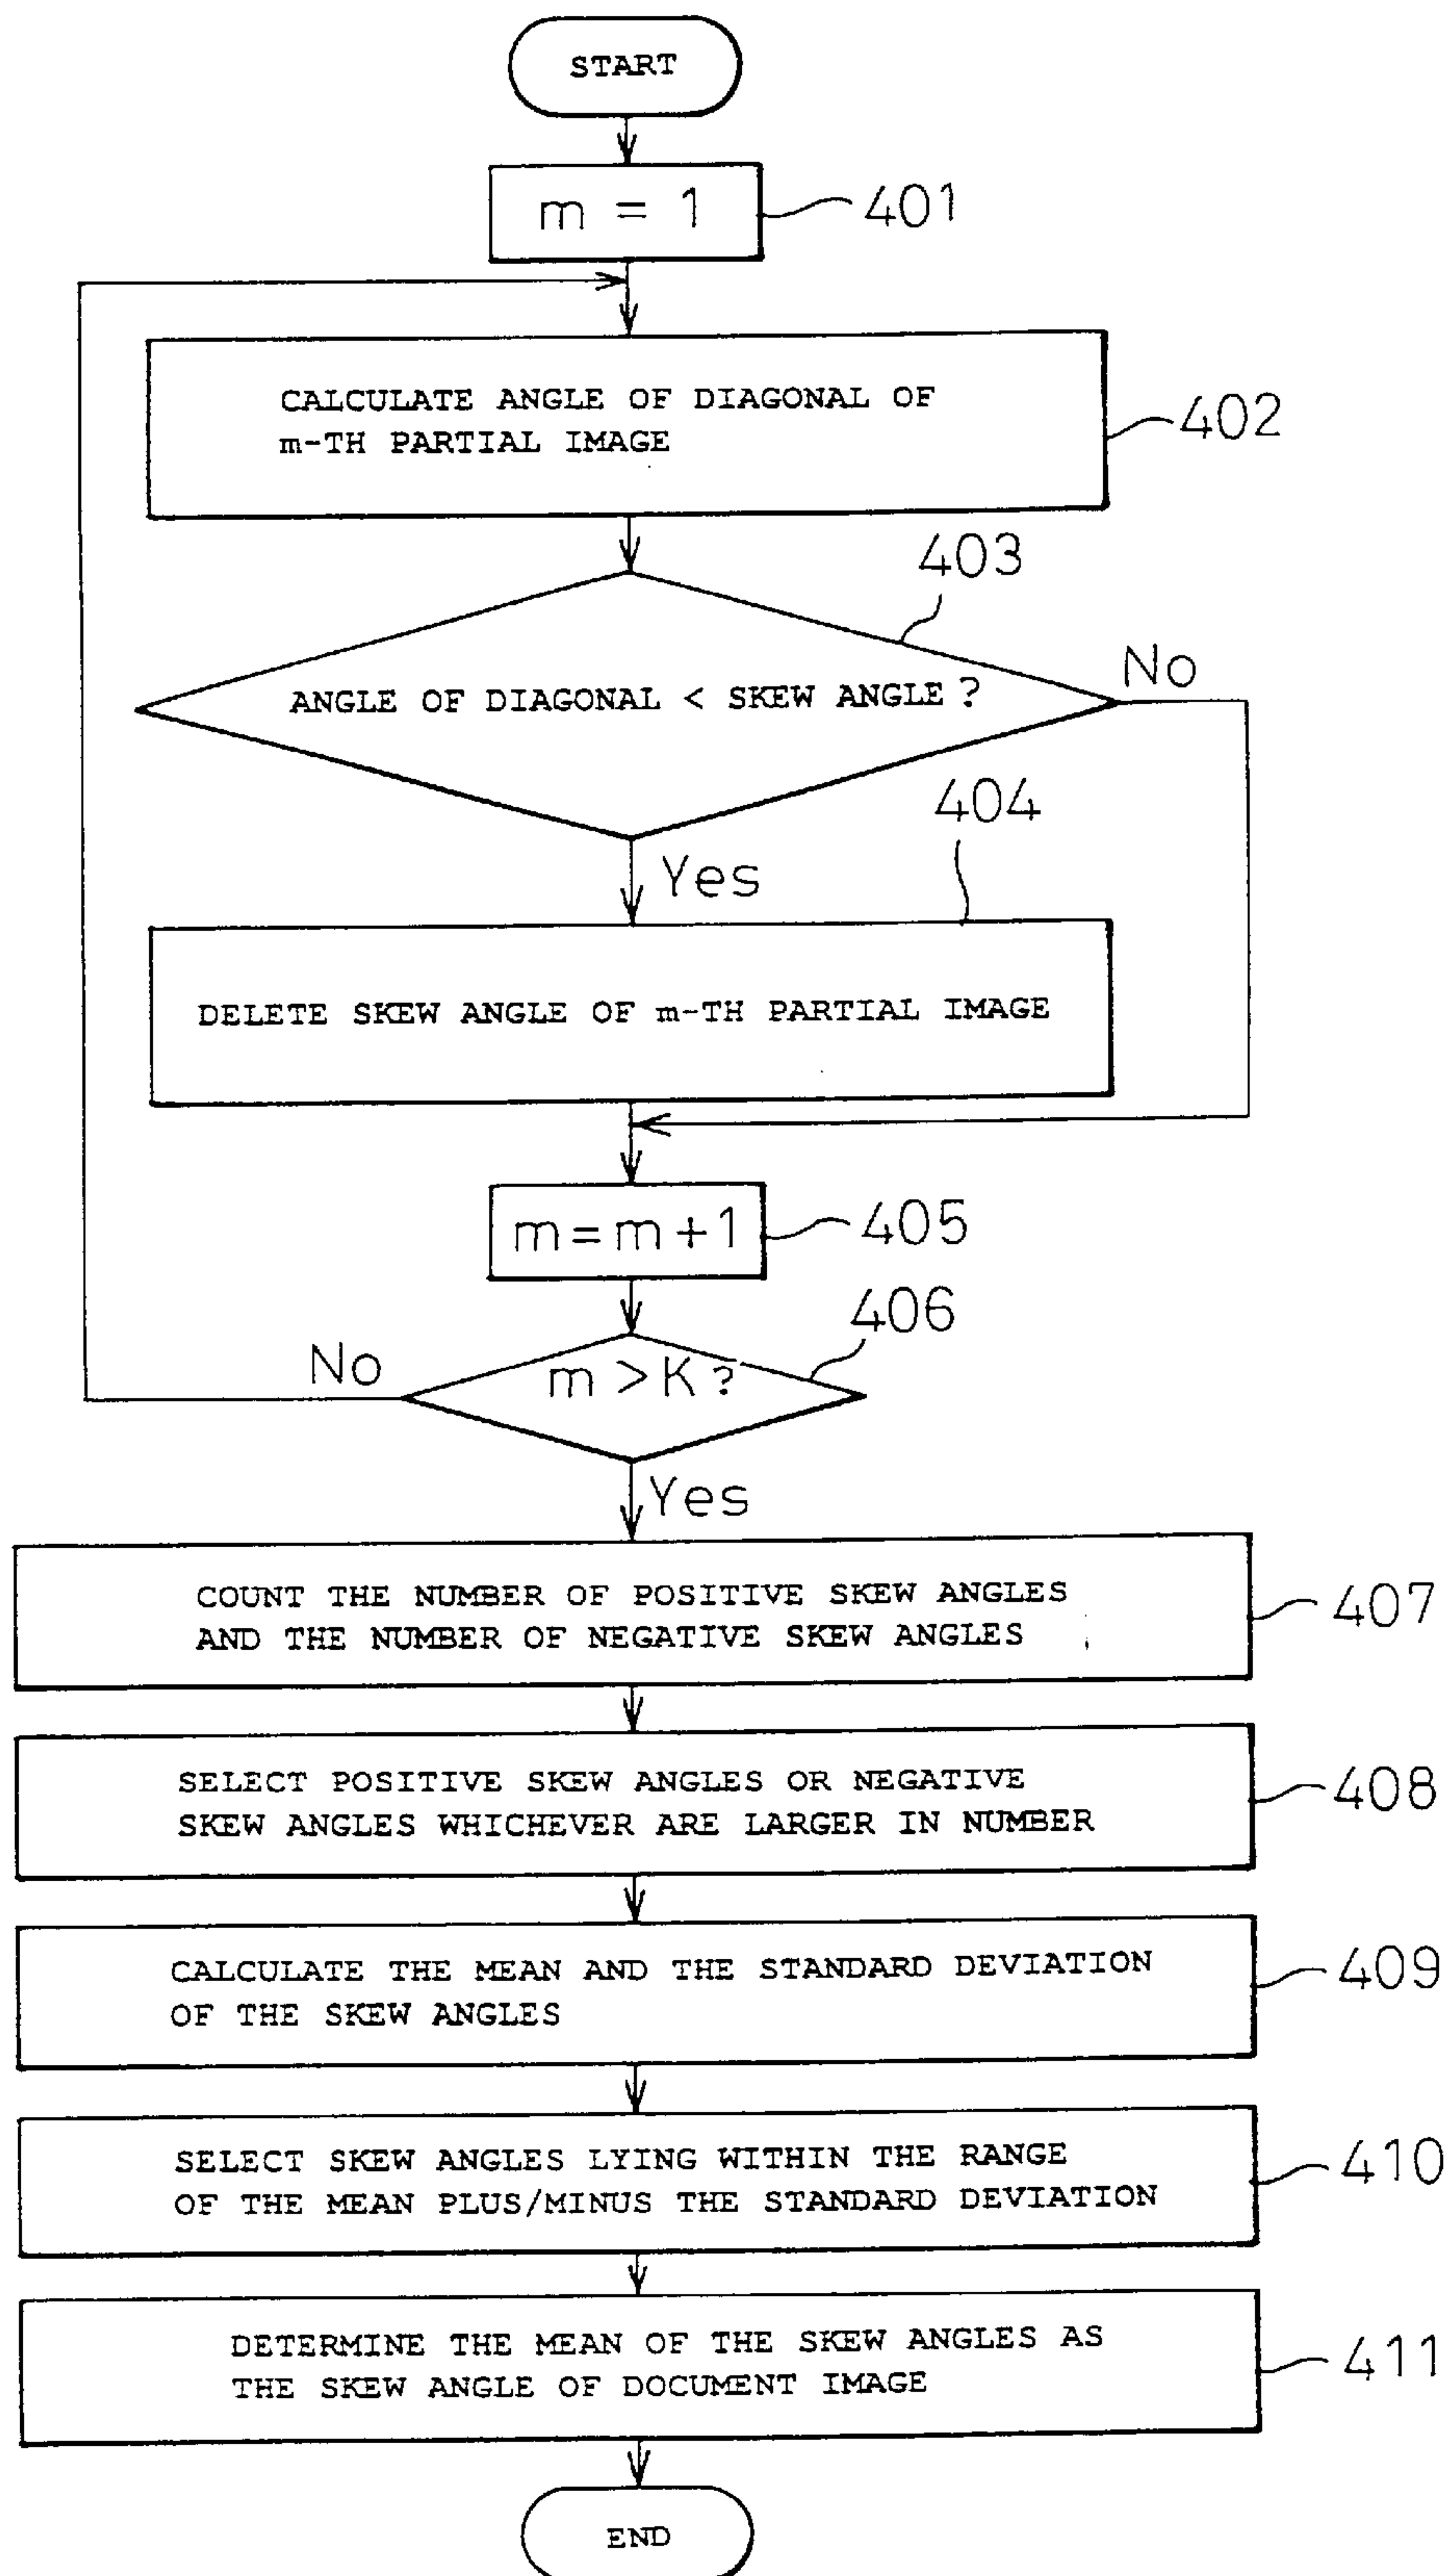 START
m = 1
401
CALCULATE ANGLE OF DIAGONAL OF
m-TH PARTIAL IMAGE
402
403
ANGLE OF DIAGONAL < SKEW ANGLE ?
No
404
Yes
DELETE SKEW ANGLE OF m-TH PARTIAL IMAGE
m = m + 1
405
406
No
m > K ?
Yes
COUNT THE NUMBER OF POSITIVE SKEW ANGLES
AND THE NUMBER OF NEGATIVE SKEW ANGLES
407
SELECT POSITIVE SKEW ANGLES OR NEGATIVE
SKEW ANGLES WHICHEVER ARE LARGER IN NUMBER
408
CALCULATE THE MEAN AND THE STANDARD DEVIATION
OF THE SKEW ANGLES
409
SELECT SKEW ANGLES LYING WITHIN THE RANGE
OF THE MEAN PLUS/MINUS THE STANDARD DEVIATION
410
DETERMINE THE MEAN OF THE SKEW ANGLES AS
THE SKEW ANGLE OF DOCUMENT IMAGE
411
END